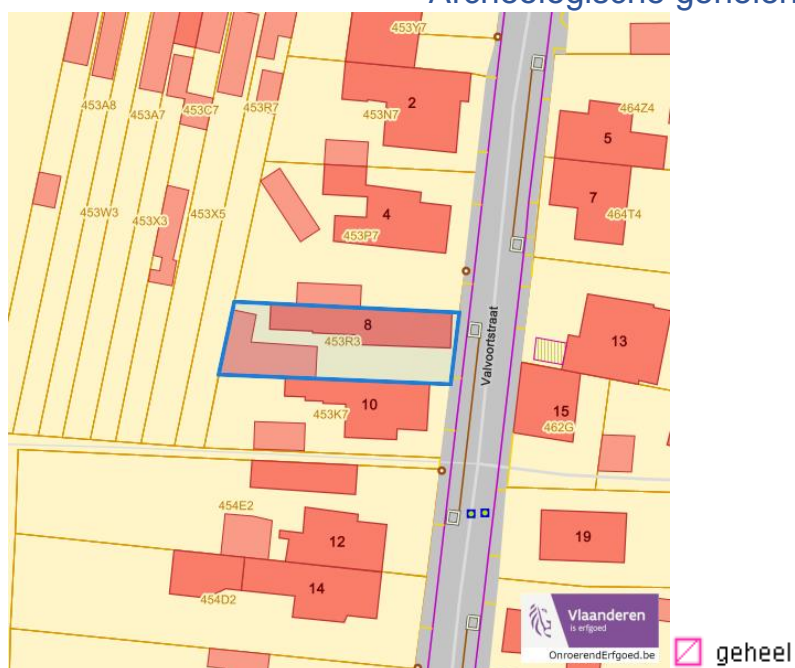 Archeologische gehelen
453Y7
453A8
453A7
453C7
453R7
2
453N7
464Z4
5
7
464T4
453W3
453X3
453X5
4
453P7
8
453R3
Valvoortstraat
13
10
453K7
15
462G
454E2
12
19
14
454D2
Vlaanderen
is erfgoed
OnroerendErfgoed.be
geheel